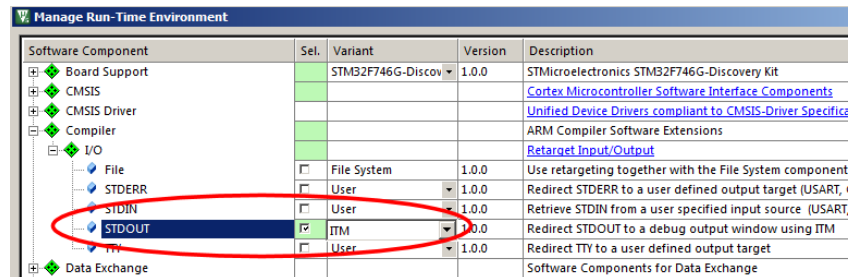 Manage Run-Time Environment
Software Component Sel. Variant Version Description
Board Support STM32F746G-Discov 1.0.0 STMicroelectronics STM32F746G-Discovery Kit
CMSIS Cortex Microcontroller Software Interface Components
CMSIS Driver Unified Device Drivers compliant to CMSIS-Driver Specifica
Compiler ARM Compiler Software Extensions
I/O Retarget Input/Output
File File System 1.0.0 Use retargeting together with the File System component
STDERR User 1.0.0 Redirect STDERR to a user defined output target (USART,
STDIN User 1.0.0 Retrieve STDIN from a user specified input source (USART,
STDOUT ITM 1.0.0 Redirect STDOUT to a debug output window using ITM
TTY User 1.0.0 Redirect TTY to a user defined output target
Data Exchange Software Components for Data Exchange